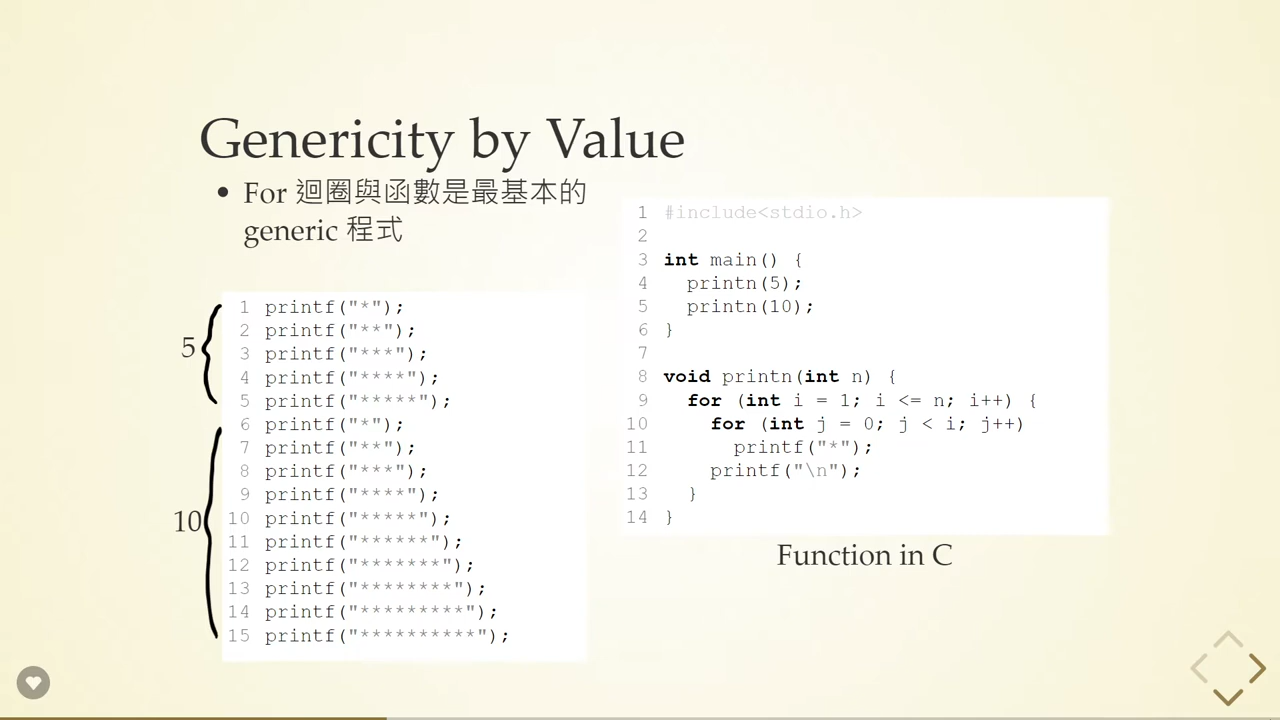 Genericity by Value
• For 迴圈與函數是最基本的
generic 程式
5
10
1 printf("*");
2 printf("**");
3 printf("***");
4 printf("****");
5 printf("*****");
6 printf("*");
7 printf("**");
8 printf("***");
9 printf("****");
10 printf("*****");
11 printf("******");
12 printf("*******");
13 printf("********");
14 printf("*********");
15 printf("**********");
1 #include<stdio.h>
2
3 int main() {
4   printn(5);
5   printn(10);
6 }
7
8 void printn(int n) {
9   for (int i = 1; i <= n; i++) {
10     for (int j = 0; j < i; j++)
11       printf("*");
12     printf("\n");
13   }
14 }
Function in C